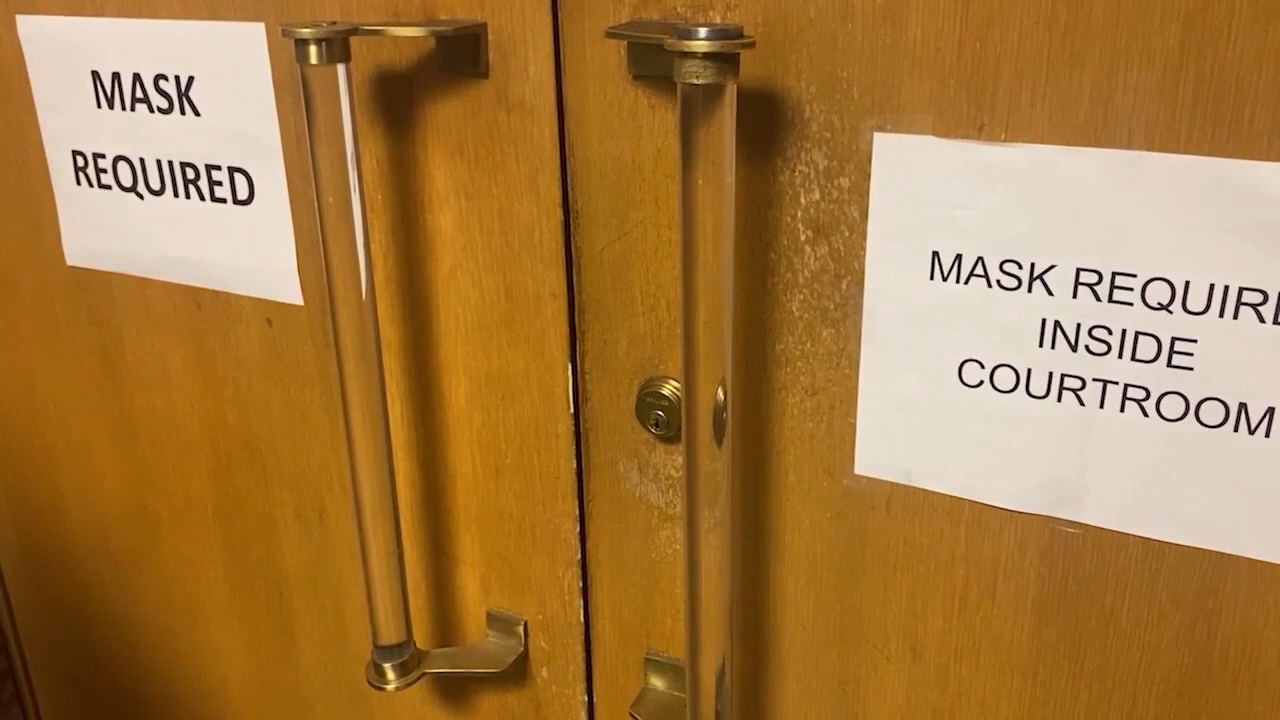 MASK
REQUIRED
MASK REQUIRE
INSIDE
COURTROOM